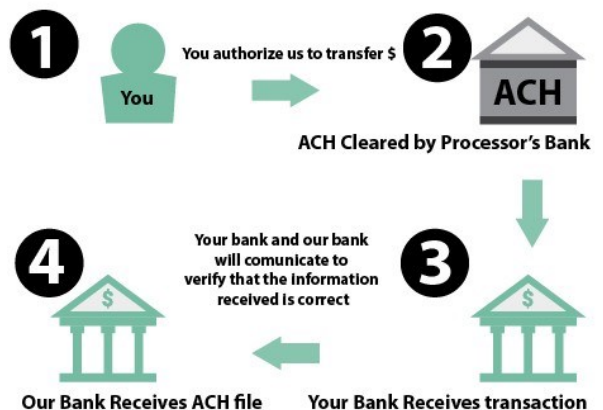 1
You
You authorize us to transfer $
2
ACH
ACH Cleared by Processor's Bank
3
$
Your Bank Receives transaction
Your bank and our bank
will comunicate to
verify that the information
received is correct
4
$
Our Bank Receives ACH file